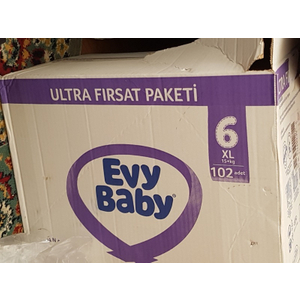 ULTRA FIRSAT PAKETİ
6
XL
15+kg
102 adet
Evy
Baby